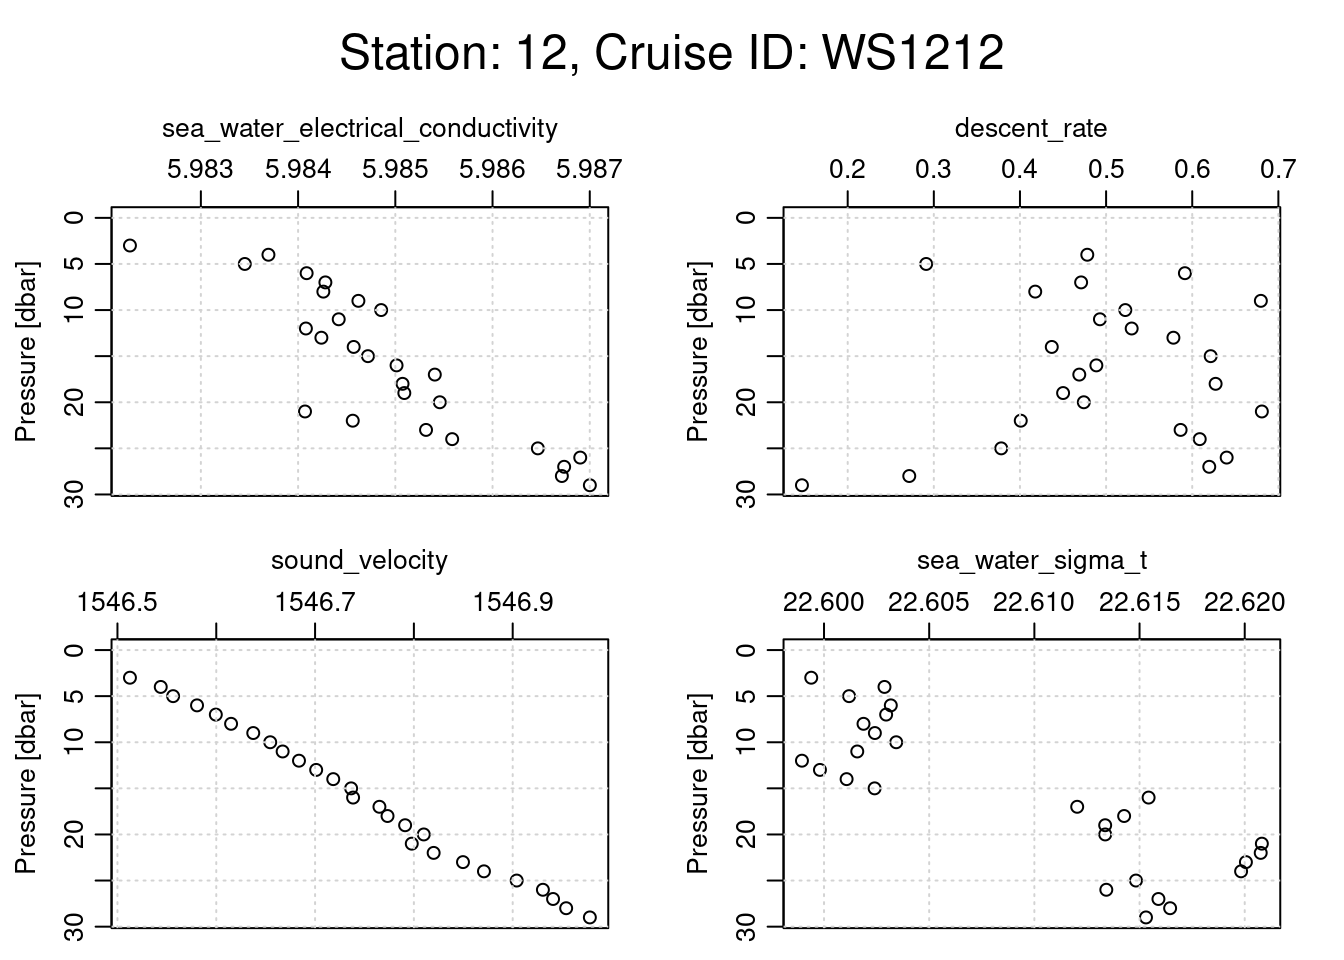 Station: 12, Cruise ID: WS1212
sea_water_electrical_conductivity
5.983 5.984 5.985 5.986 5.987
Pressure [dbar]
0
5
10
20
30
descent_rate
0.2 0.3 0.4 0.5 0.6 0.7
Pressure [dbar]
0
5
10
20
30
sound_velocity
1546.5 1546.7 1546.9
Pressure [dbar]
0
5
10
20
30
sea_water_sigma_t
22.600 22.605 22.610 22.615 22.620
Pressure [dbar]
0
5
10
20
30